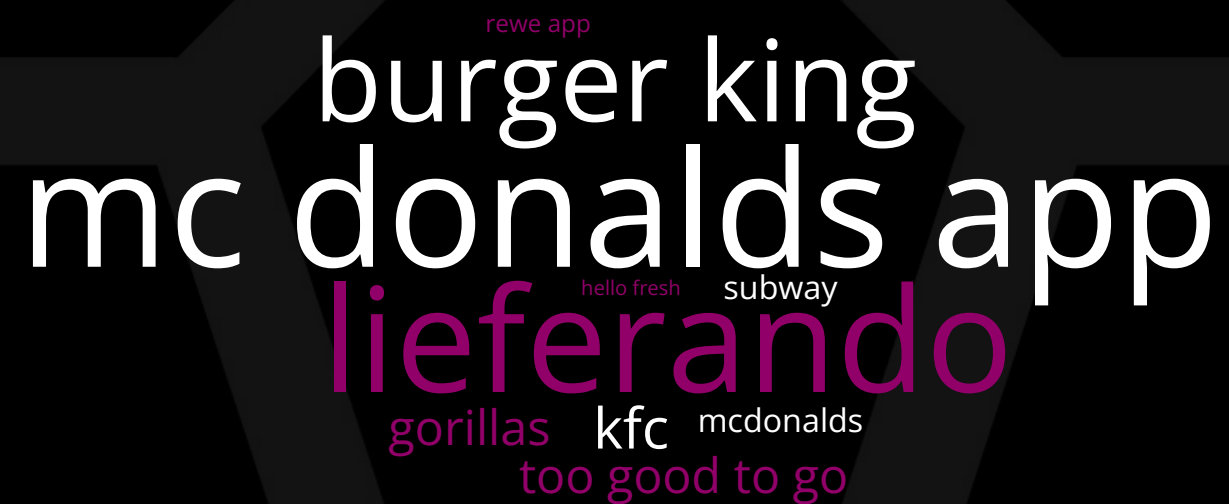 rewe app
burger king
mc donalds app
hello fresh
subway
lieferando
gorillas
kfc
mcdonalds
too good to go